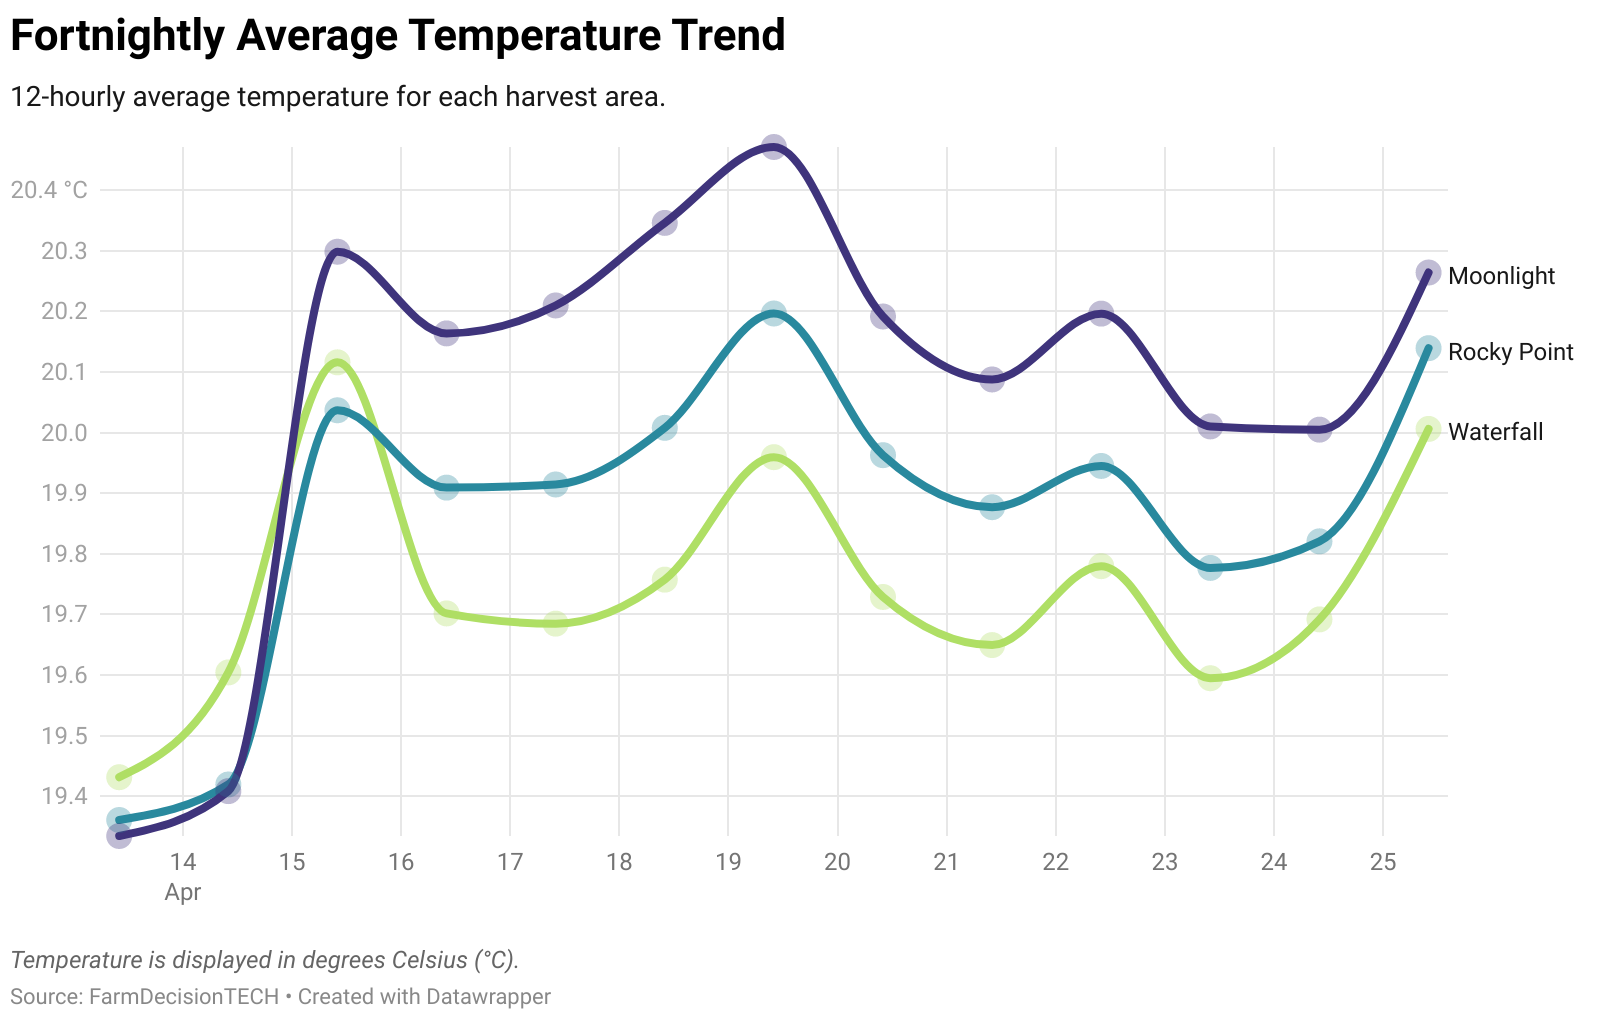 Fortnightly Average Temperature Trend
12-hourly average temperature for each harvest area.
20.4 °C
20.3
20.2
20.1
20.0
19.9
19.8
19.7
19.6
19.5
19.4
Moonlight
Rocky Point
Waterfall
14 15 16 17 18 19 20 21 22 23 24 25
Apr
Temperature is displayed in degrees Celsius (°C).
Source: FarmDecisionTECH • Created with Datawrapper